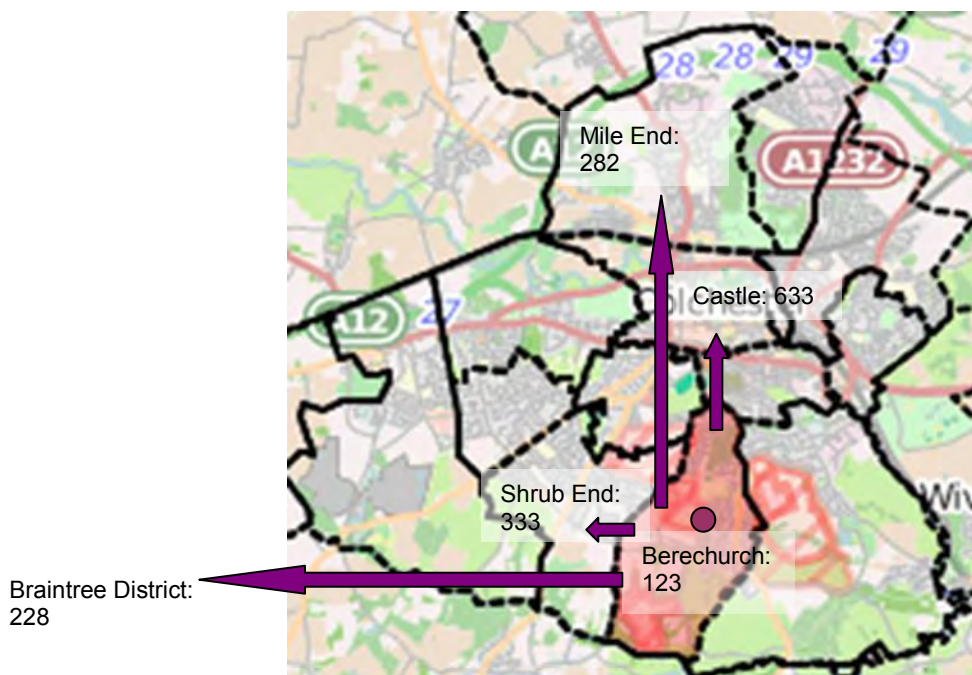 28 28 29 29
Mile End:
282
A1232
Castle: 633
A12
27
Shrub End:
333
Berechurch:
123
Braintree District:
228